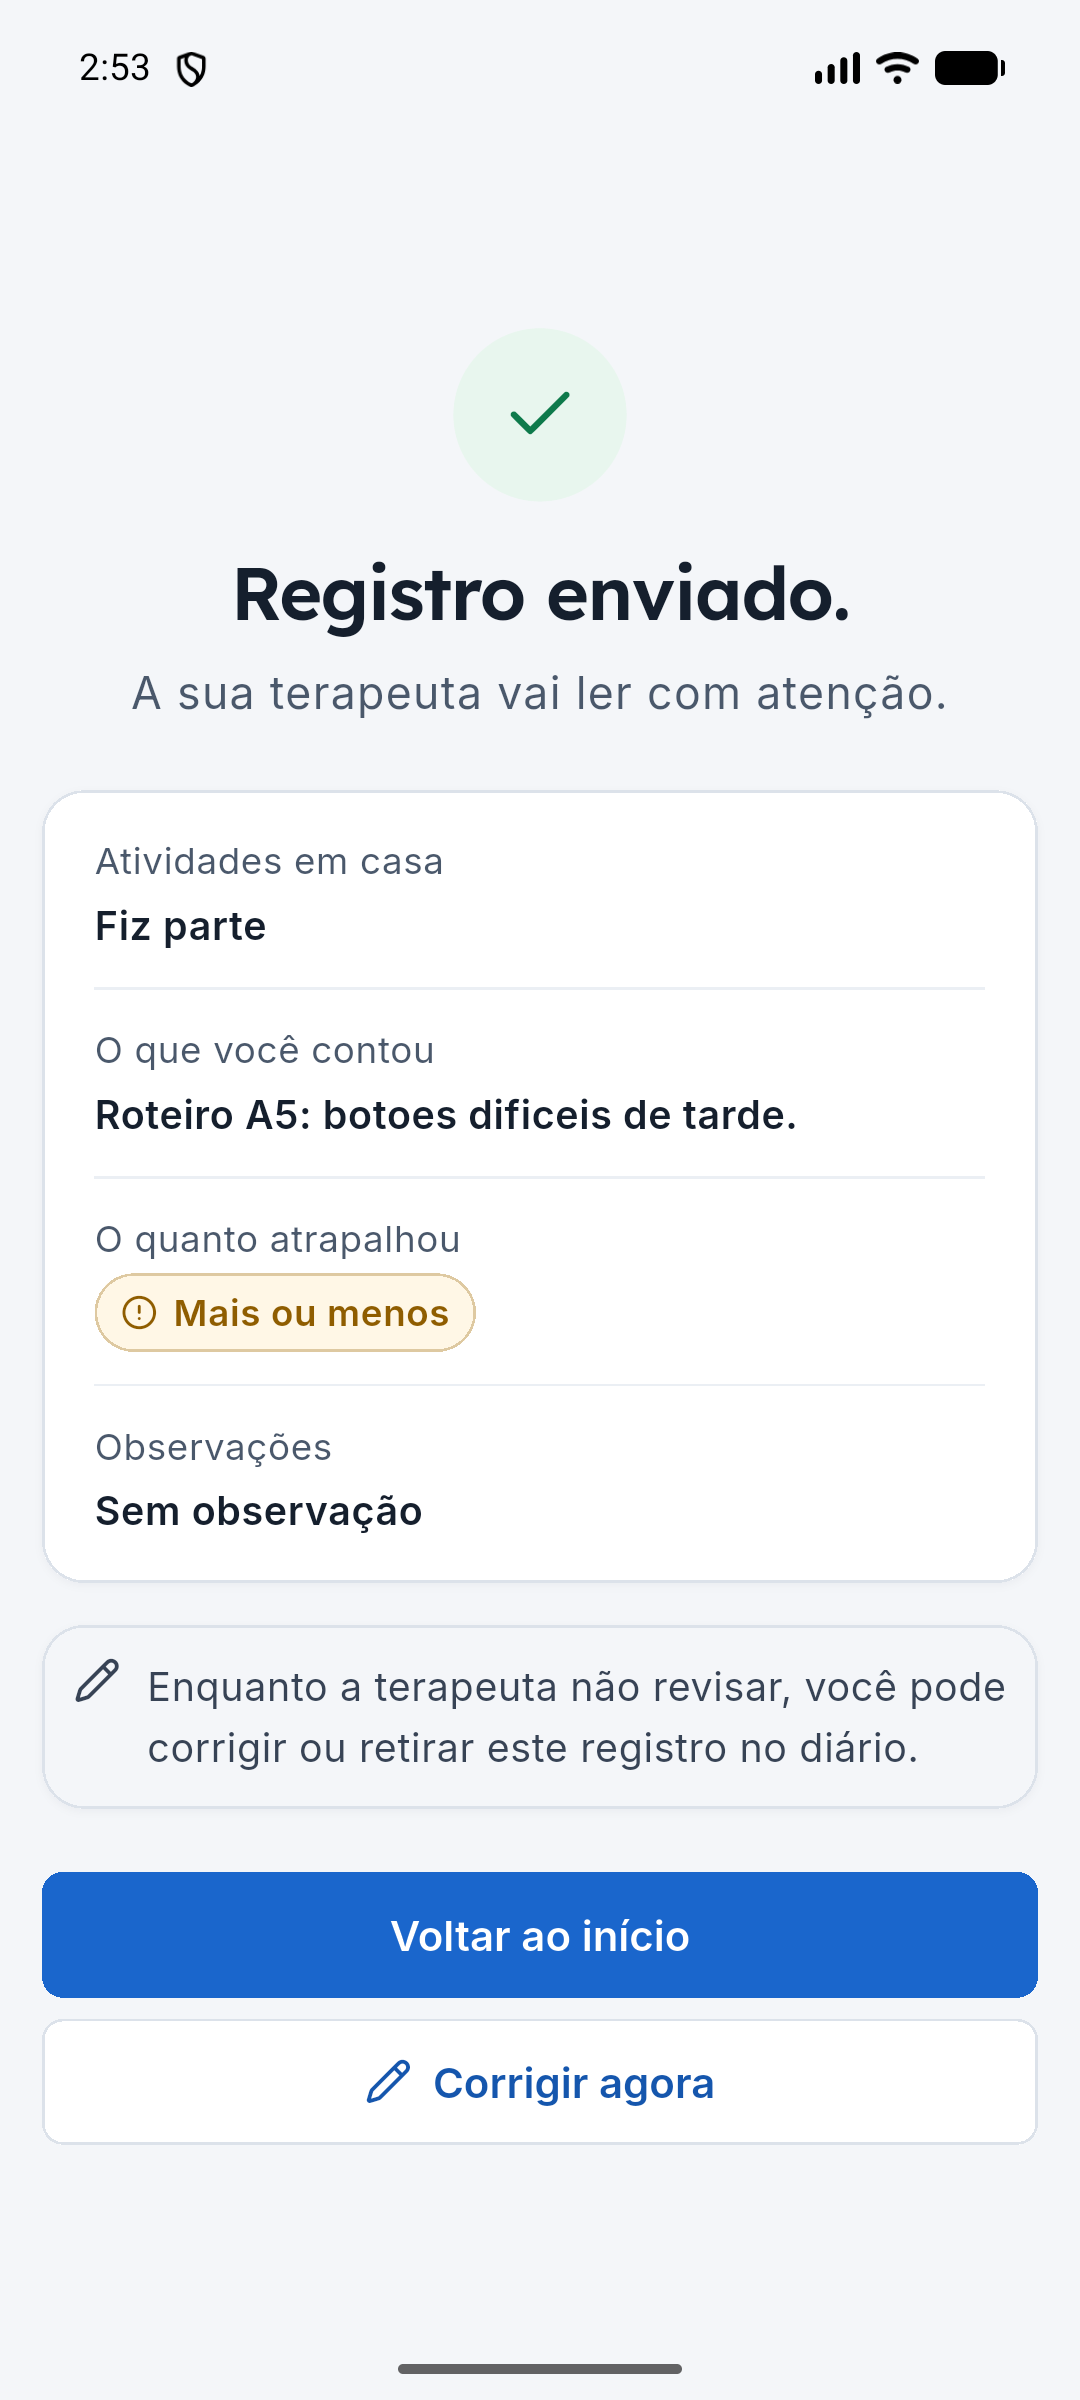 2:53
Registro enviado.
A sua terapeuta vai ler com atenção.
Atividades em casa
Fiz parte
O que você contou
Roteiro A5: botoes dificeis de tarde.
O quanto atrapalhou
Mais ou menos
Observações
Sem observação
Enquanto a terapeuta não revisar, você pode
corrigir ou retirar este registro no diário.
Voltar ao início
Corrigir agora